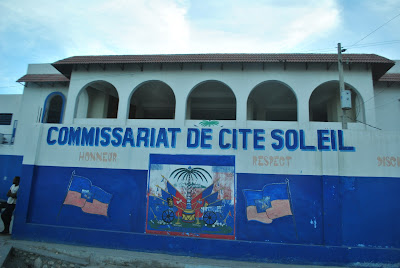 COMMISSARIAT DE CITE SOLEIL
HONNEUR RESPECT